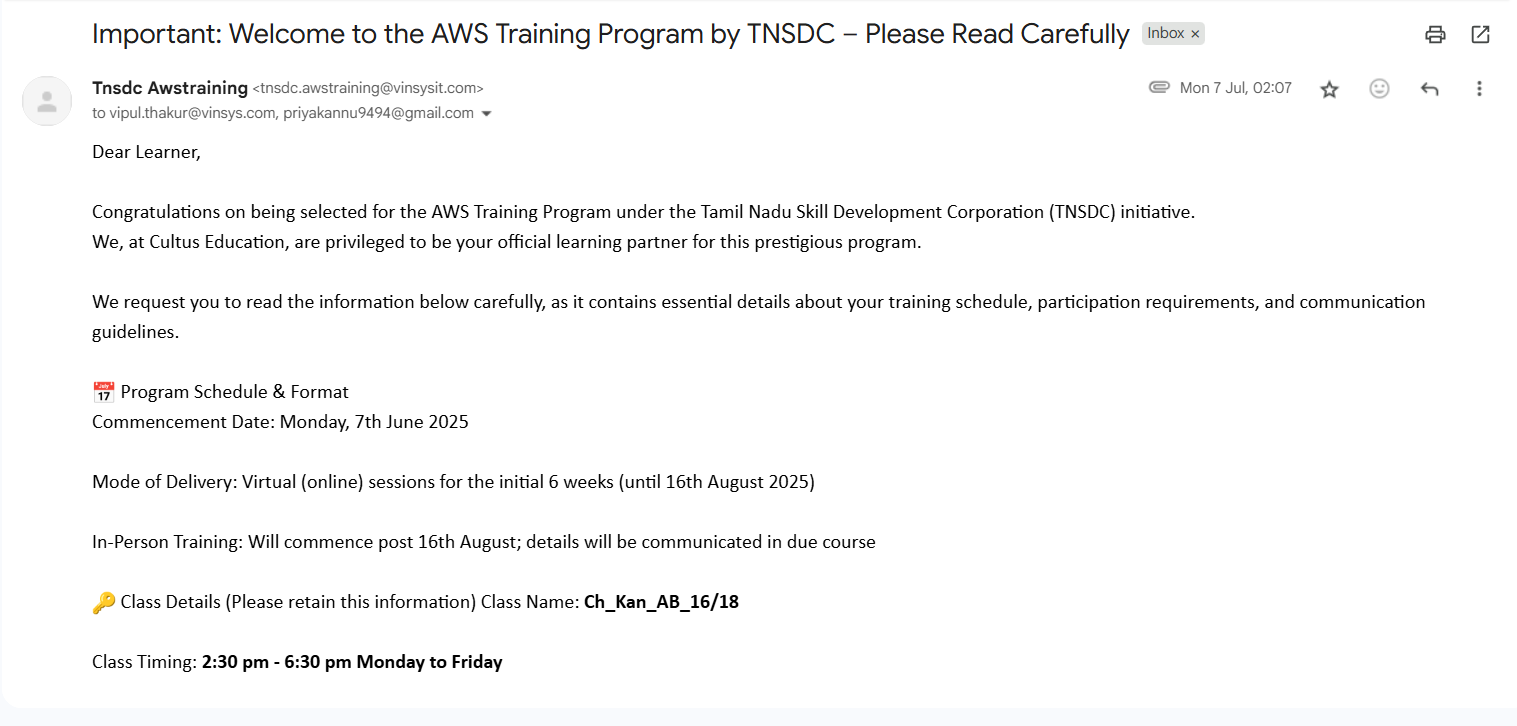 Important: Welcome to the AWS Training Program by TNSDC – Please Read Carefully Inbox ×
Tnsdc Awstraining <tnsdc.awstraining@vinsysit.com> Mon 7 Jul, 02:07
to vipul.thakur@vinsys.com, priyakannu9494@gmail.com
Dear Learner,
Congratulations on being selected for the AWS Training Program under the Tamil Nadu Skill Development Corporation (TNSDC) initiative.
We, at Cultus Education, are privileged to be your official learning partner for this prestigious program.
We request you to read the information below carefully, as it contains essential details about your training schedule, participation requirements, and communication
guidelines.
📅 Program Schedule & Format
Commencement Date: Monday, 7th June 2025
Mode of Delivery: Virtual (online) sessions for the initial 6 weeks (until 16th August 2025)
In-Person Training: Will commence post 16th August; details will be communicated in due course
🔑 Class Details (Please retain this information) Class Name: Ch_Kan_AB_16/18
Class Timing: 2:30 pm - 6:30 pm Monday to Friday